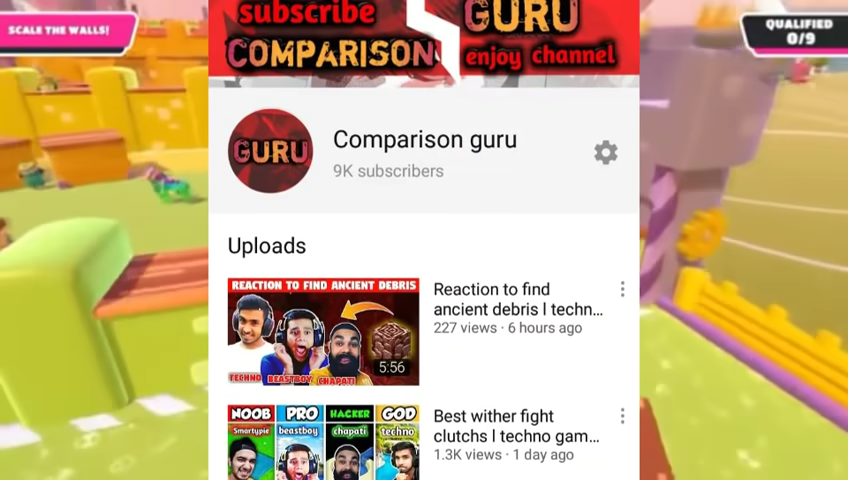 SCALE THE WALLS!
QUALIFIED
0/9
subscribe
COMPARISON
GURU
enjoy channel
GURU
Comparison guru
9K subscribers
Uploads
REACTION TO FIND ANCIENT DEBRIS
TECHNO
BEASTBOY
CHAPATI
5:56
Reaction to find
ancient debris l techn...
227 views · 6 hours ago
NOOB
PRO
HACKER
GOD
Smartypie
beastboy
chapati
techno
Best wither fight
clutchs l techno gam...
1.3K views · 1 day ago